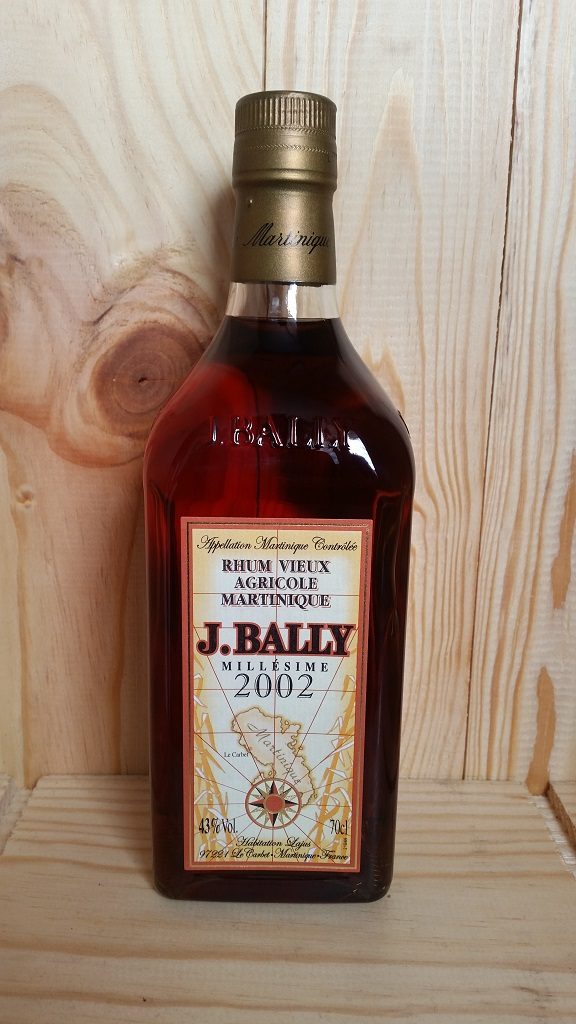 Martinique
J.BALLY
Appellation Martinique Contrôlée
RHUM VIEUX
AGRICOLE
MARTINIQUE
J.BALLY
MILLÉSIME
2002
Martinique
Le Carbet
43%Vol. 70cl
Habitation Lajus
97221 Le Carbet-Martinique-France